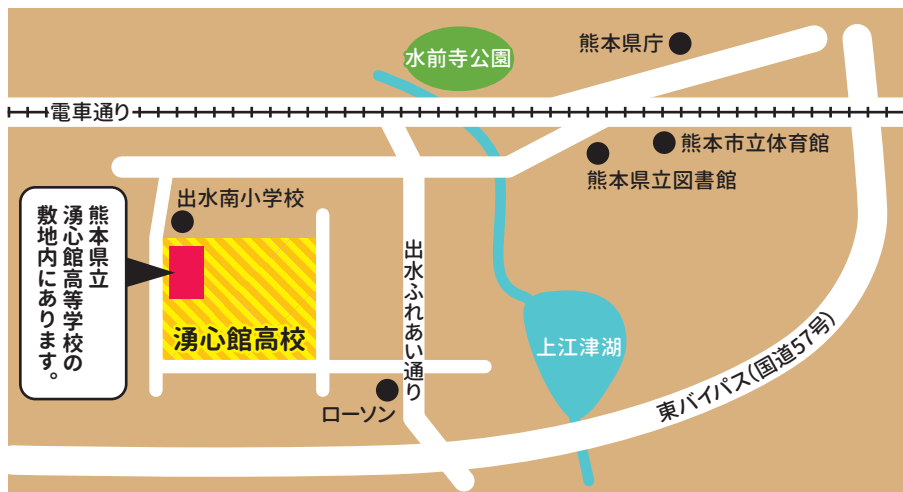 熊本県庁
水前寺公園
電車通り
熊本市立体育館
熊本県立図書館
出水南小学校
熊本県立
湧心館高等学校の
敷地内にあります。
出水ふれあい通り
湧心館高校
上江津湖
東バイパス(国道57号)
ローソン